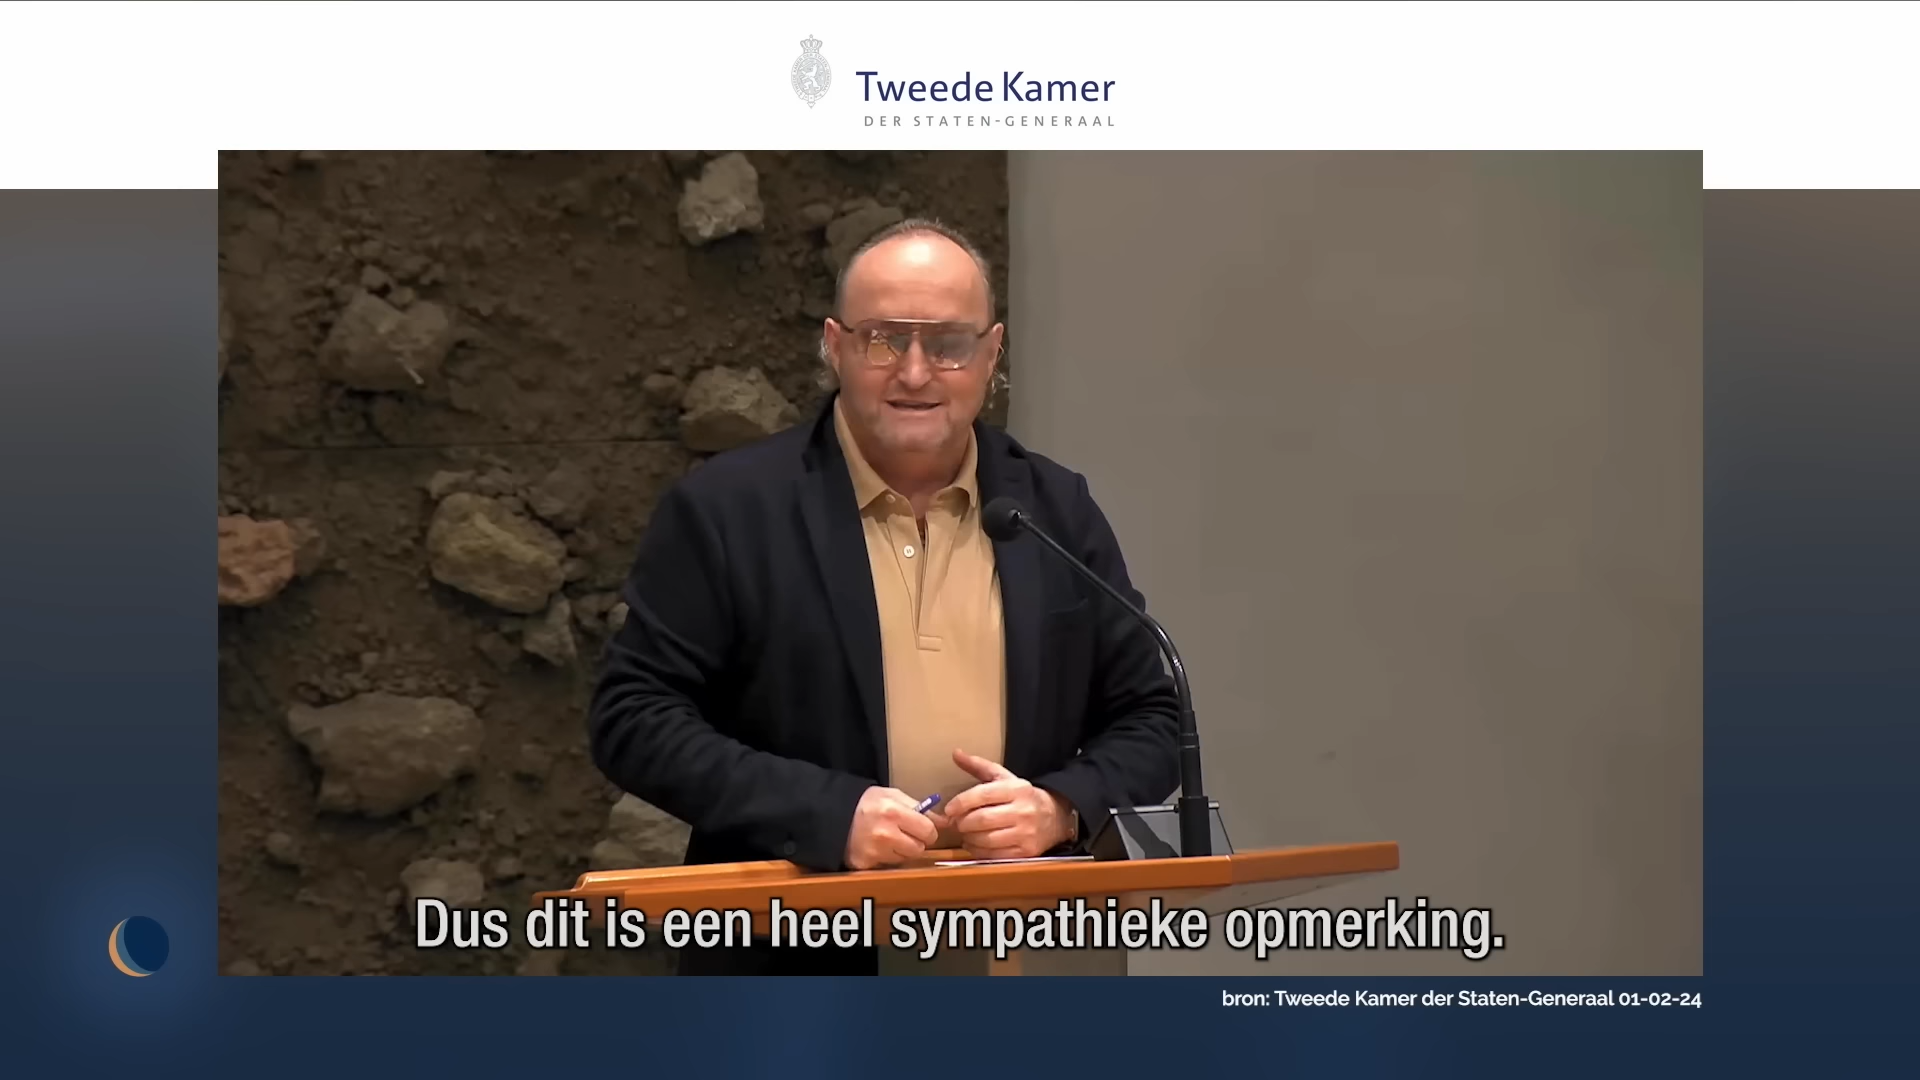 Tweede Kamer
DER STATEN-GENERAAL
Dus dit is een heel sympathieke opmerking.
bron: Tweede Kamer der Staten-Generaal 01-02-24